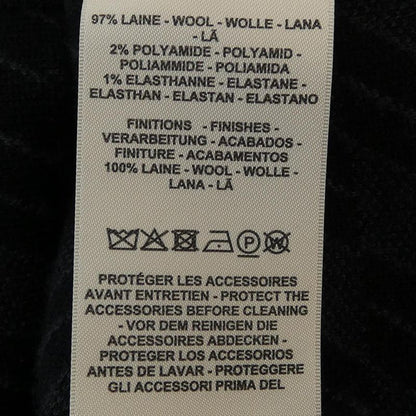 97% LAINE - WOOL - WOLLE - LANA
- LÃ
2% POLYAMIDE - POLYAMID -
POLIAMMIDE - POLIAMIDA
1% ELASTHANNE - ELASTANE -
ELASTHAN - ELASTAN - ELASTANO
FINITIONS - FINISHES -
VERARBEITUNG - ACABADOS -
FINITURE - ACABAMENTOS
100% LAINE - WOOL - WOLLE -
LANA - LÃ
P W
PROTÉGER LES ACCESSOIRES
AVANT ENTRETIEN - PROTECT THE
ACCESSORIES BEFORE CLEANING
- VOR DEM REINIGEN DIE
ACCESSOIRES ABDECKEN -
PROTEGER LOS ACCESORIOS
ANTES DE LAVAR - PROTEGGERE
GLI ACCESSORI PRIMA DEL